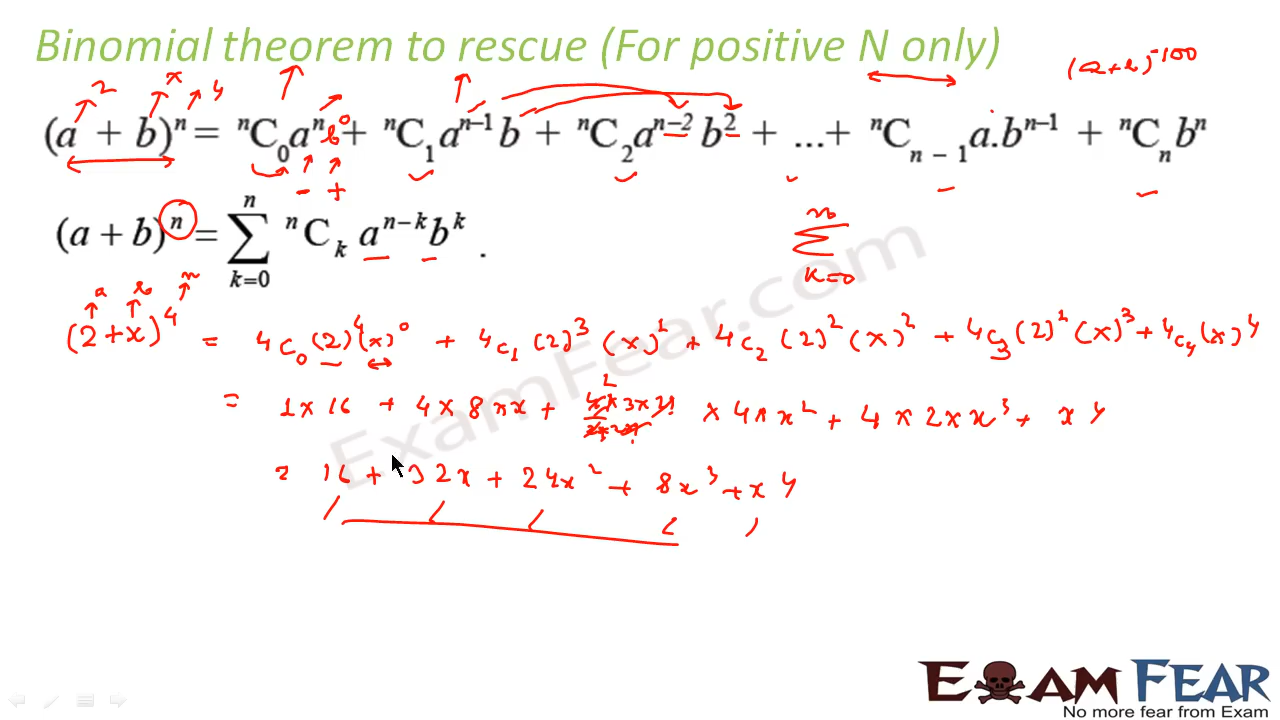 Binomial theorem to rescue (For positive N only)
(a+b)^-100
2 x 4
(a + b)^n = ^nC_0 a^n b^0 + ^nC_1 a^(n–1) b + ^nC_2 a^(n–2) b^2 + ...+ ^nC_(n – 1) a.b^(n–1) + ^nC_n b^n
- +
(a + b)^n = ∑_(k=0)^n ^nC_k a^(n–k) b^k .
∑_(k=0)^n
a b n
(2+x)^4 = 4C_0 (2)^4 (x)^0 + 4C_1 (2)^3 (x)^1 + 4C_2 (2)^2 (x)^2 + 4C_3 (2)^1 (x)^3 + 4C_4 (x)^4
= 1 x 16 + 4 x 8 x x + x 4 x x^2 + 4 x 2 x x^3 + x^4
= 16 + 32x + 24x^2 + 8x^3 + x^4
ExamFear.com
EXAM FEAR
No more fear from Exam